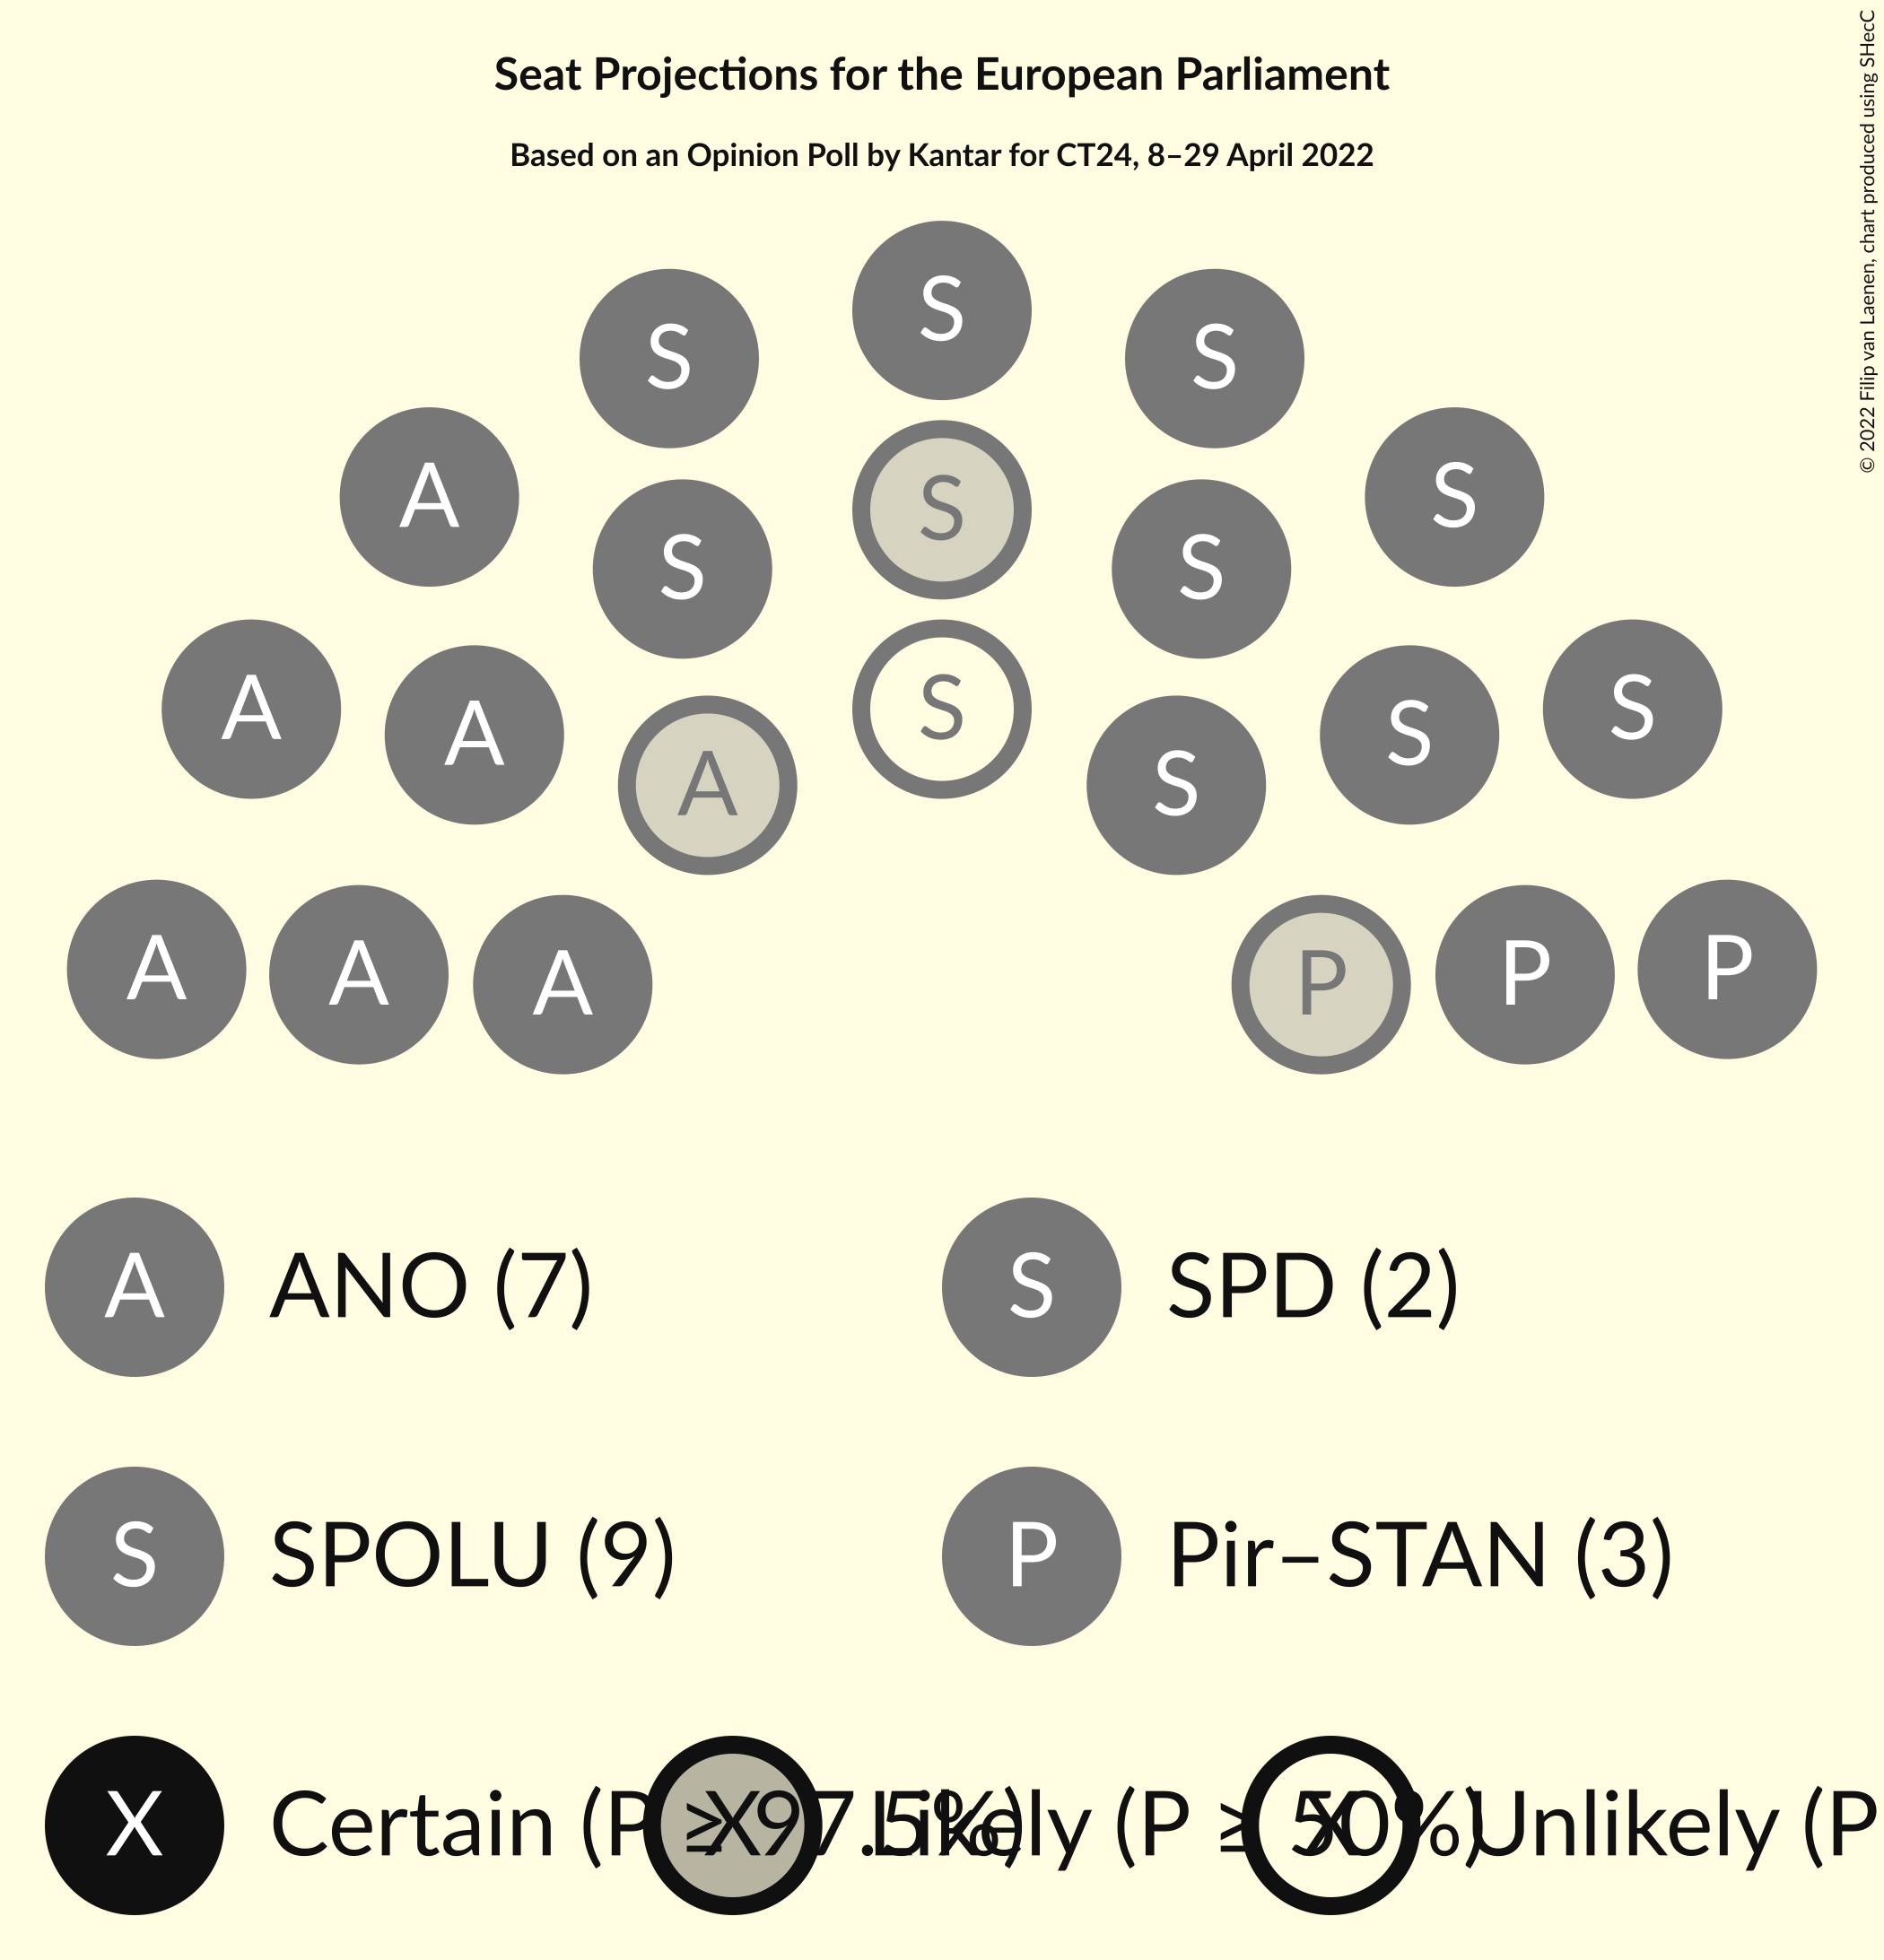 Seat Projections for the European Parliament
Based on an Opinion Poll by Kantar for CT24, 8–29 April 2022
© 2022 Filip van Laenen, chart produced using SHecC
S
S S
A S S
S S
A A A S S S S
A A A P P P
A ANO (7) S SPD (2)
S SPOLU (9) P Pir–STAN (3)
X Certain (P ≥ 97.5%) X Likely (P ≥ 50%) X Unlikely (P